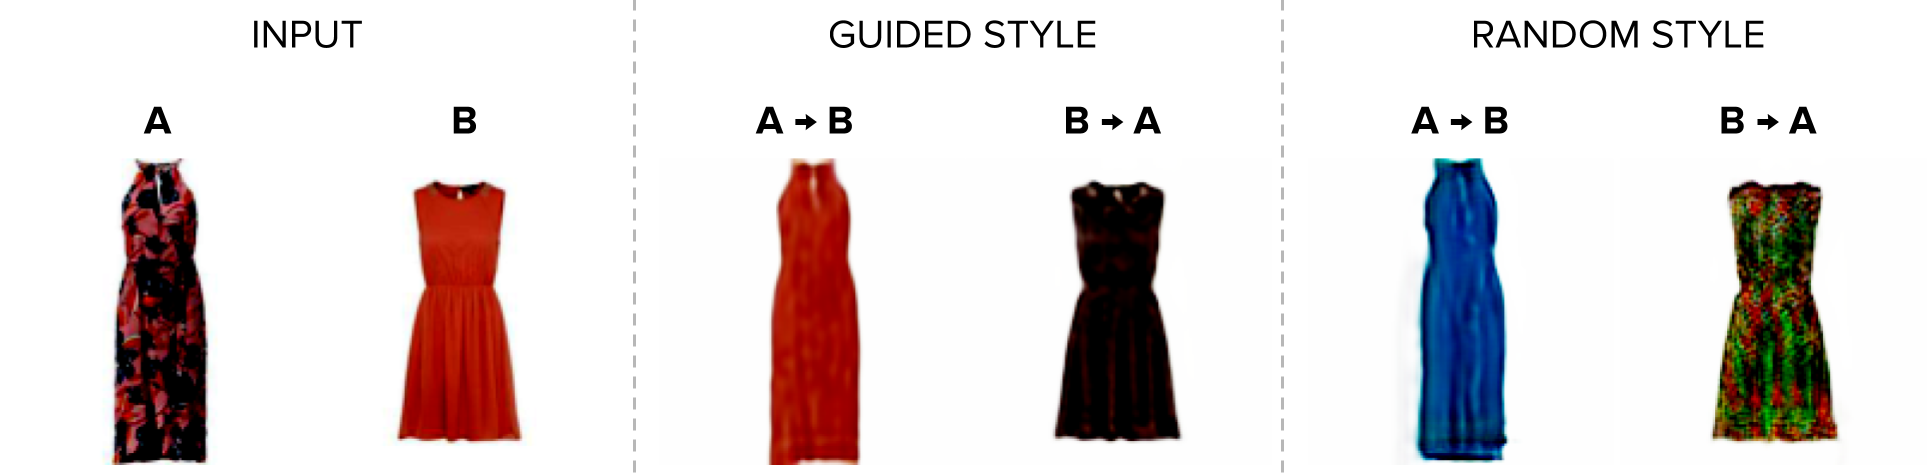 INPUT
GUIDED STYLE
RANDOM STYLE
A
B
A → B
B → A
A → B
B → A